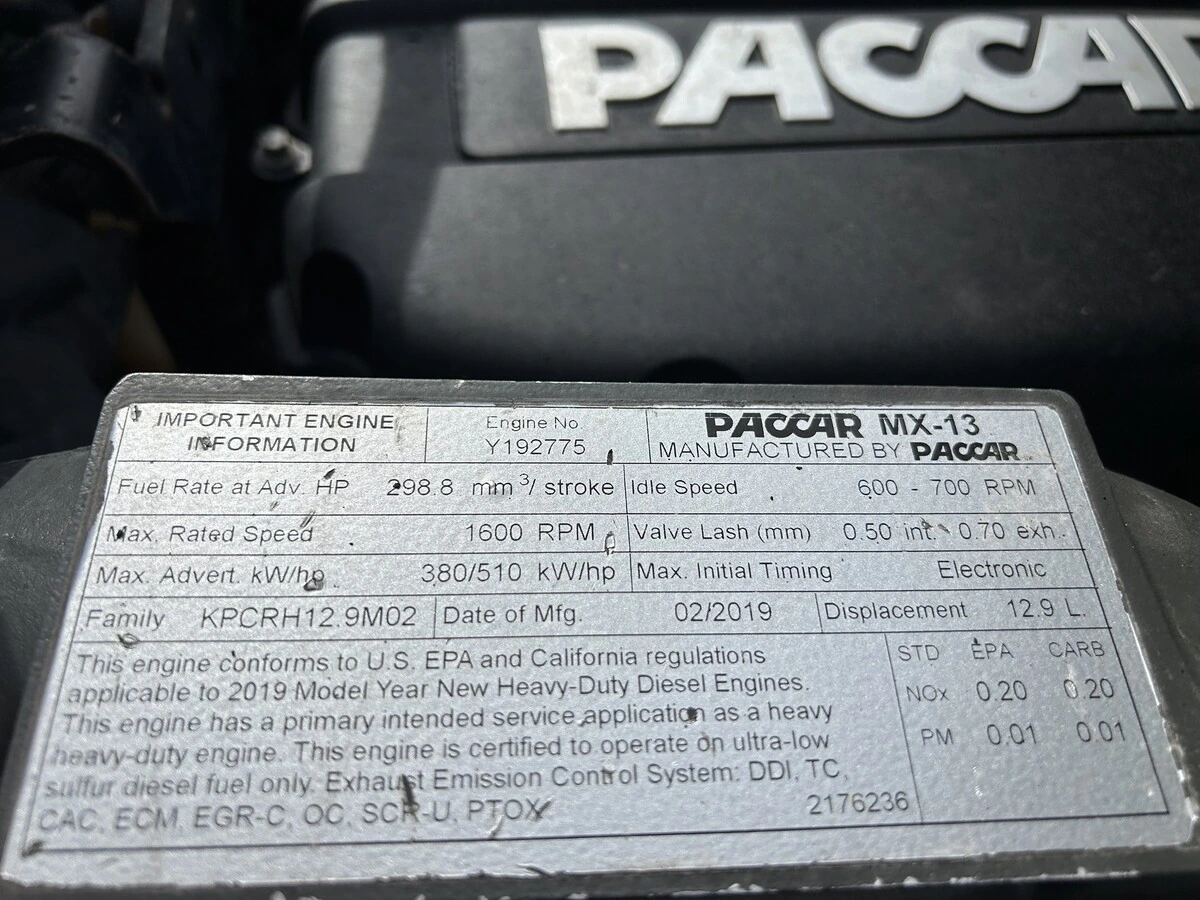 PACCAR
IMPORTANT ENGINE
INFORMATION
Engine No
Y192775
PACCAR MX-13
MANUFACTURED BY PACCAR
Fuel Rate at Adv. HP 298.8 mm³/ stroke
Idle Speed 600 - 700 RPM
Max. Rated Speed 1600 RPM
Valve Lash (mm) 0.50 int. 0.70 exh.
Max. Advert. kW/hp 380/510 kW/hp
Max. Initial Timing Electronic
Family KPCRH12.9M02
Date of Mfg. 02/2019
Displacement 12.9 L.
This engine conforms to U.S. EPA and California regulations
applicable to 2019 Model Year New Heavy-Duty Diesel Engines.
This engine has a primary intended service application as a heavy
heavy-duty engine. This engine is certified to operate on ultra-low
sulfur diesel fuel only. Exhaust Emission Control System: DDI, TC,
CAC, ECM, EGR-C, OC, SCR-U, PTOX
2176236
STD EPA CARB
NOx 0.20 0.20
PM 0.01 0.01